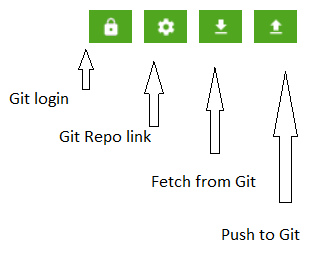 Git login
Git Repo link
Fetch from Git
Push to Git